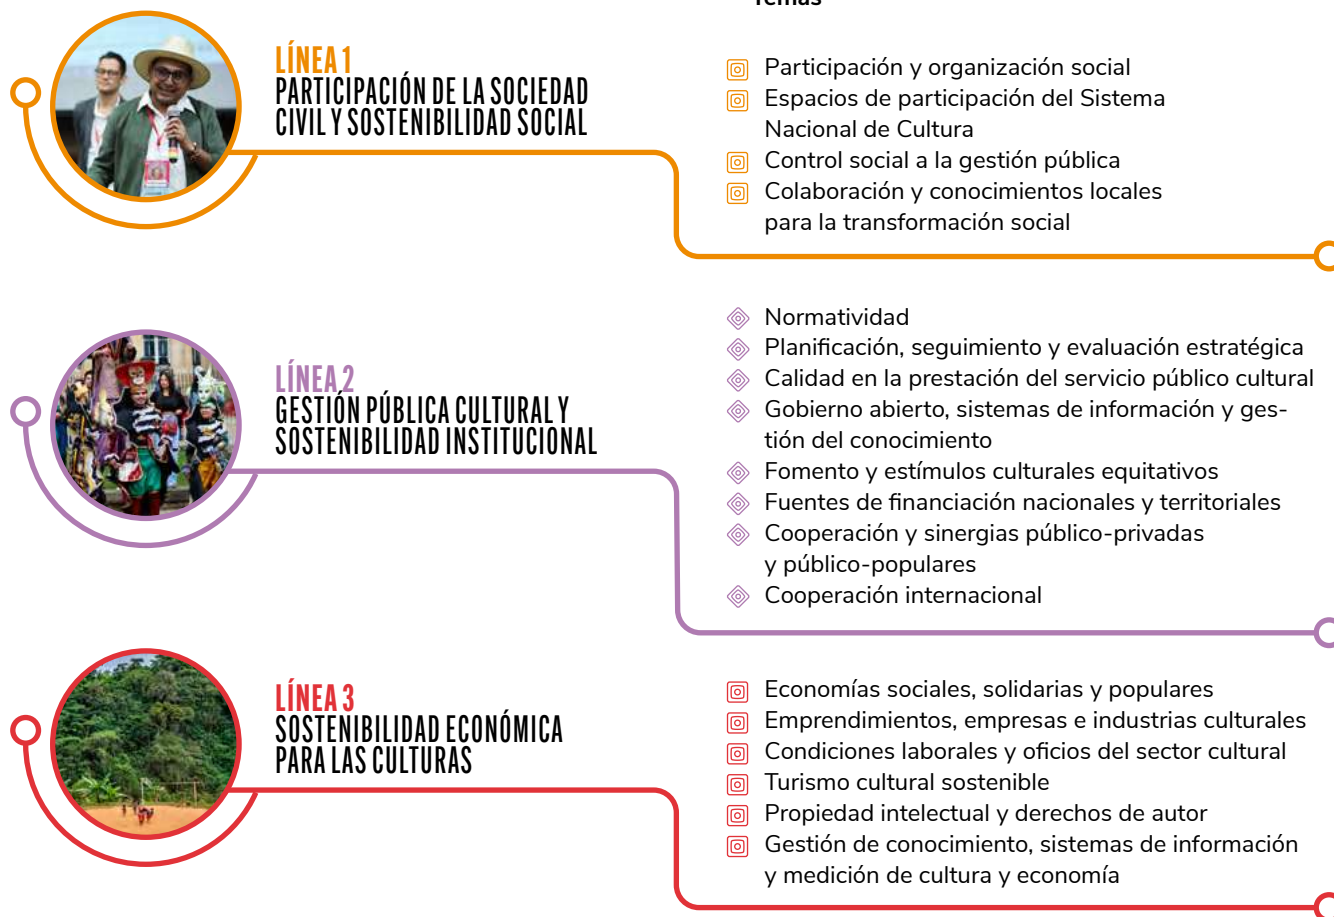 Temas
LÍNEA 1
PARTICIPACIÓN DE LA SOCIEDAD
CIVIL Y SOSTENIBILIDAD SOCIAL
Participación y organización social
Espacios de participación del Sistema
Nacional de Cultura
Control social a la gestión pública
Colaboración y conocimientos locales
para la transformación social
LÍNEA 2
GESTIÓN PÚBLICA CULTURAL Y
SOSTENIBILIDAD INSTITUCIONAL
Normatividad
Planificación, seguimiento y evaluación estratégica
Calidad en la prestación del servicio público cultural
Gobierno abierto, sistemas de información y ges-
tión del conocimiento
Fomento y estímulos culturales equitativos
Fuentes de financiación nacionales y territoriales
Cooperación y sinergias público-privadas
y público-populares
Cooperación internacional
LÍNEA 3
SOSTENIBILIDAD ECONÓMICA
PARA LAS CULTURAS
Economías sociales, solidarias y populares
Emprendimientos, empresas e industrias culturales
Condiciones laborales y oficios del sector cultural
Turismo cultural sostenible
Propiedad intelectual y derechos de autor
Gestión de conocimiento, sistemas de información
y medición de cultura y economía